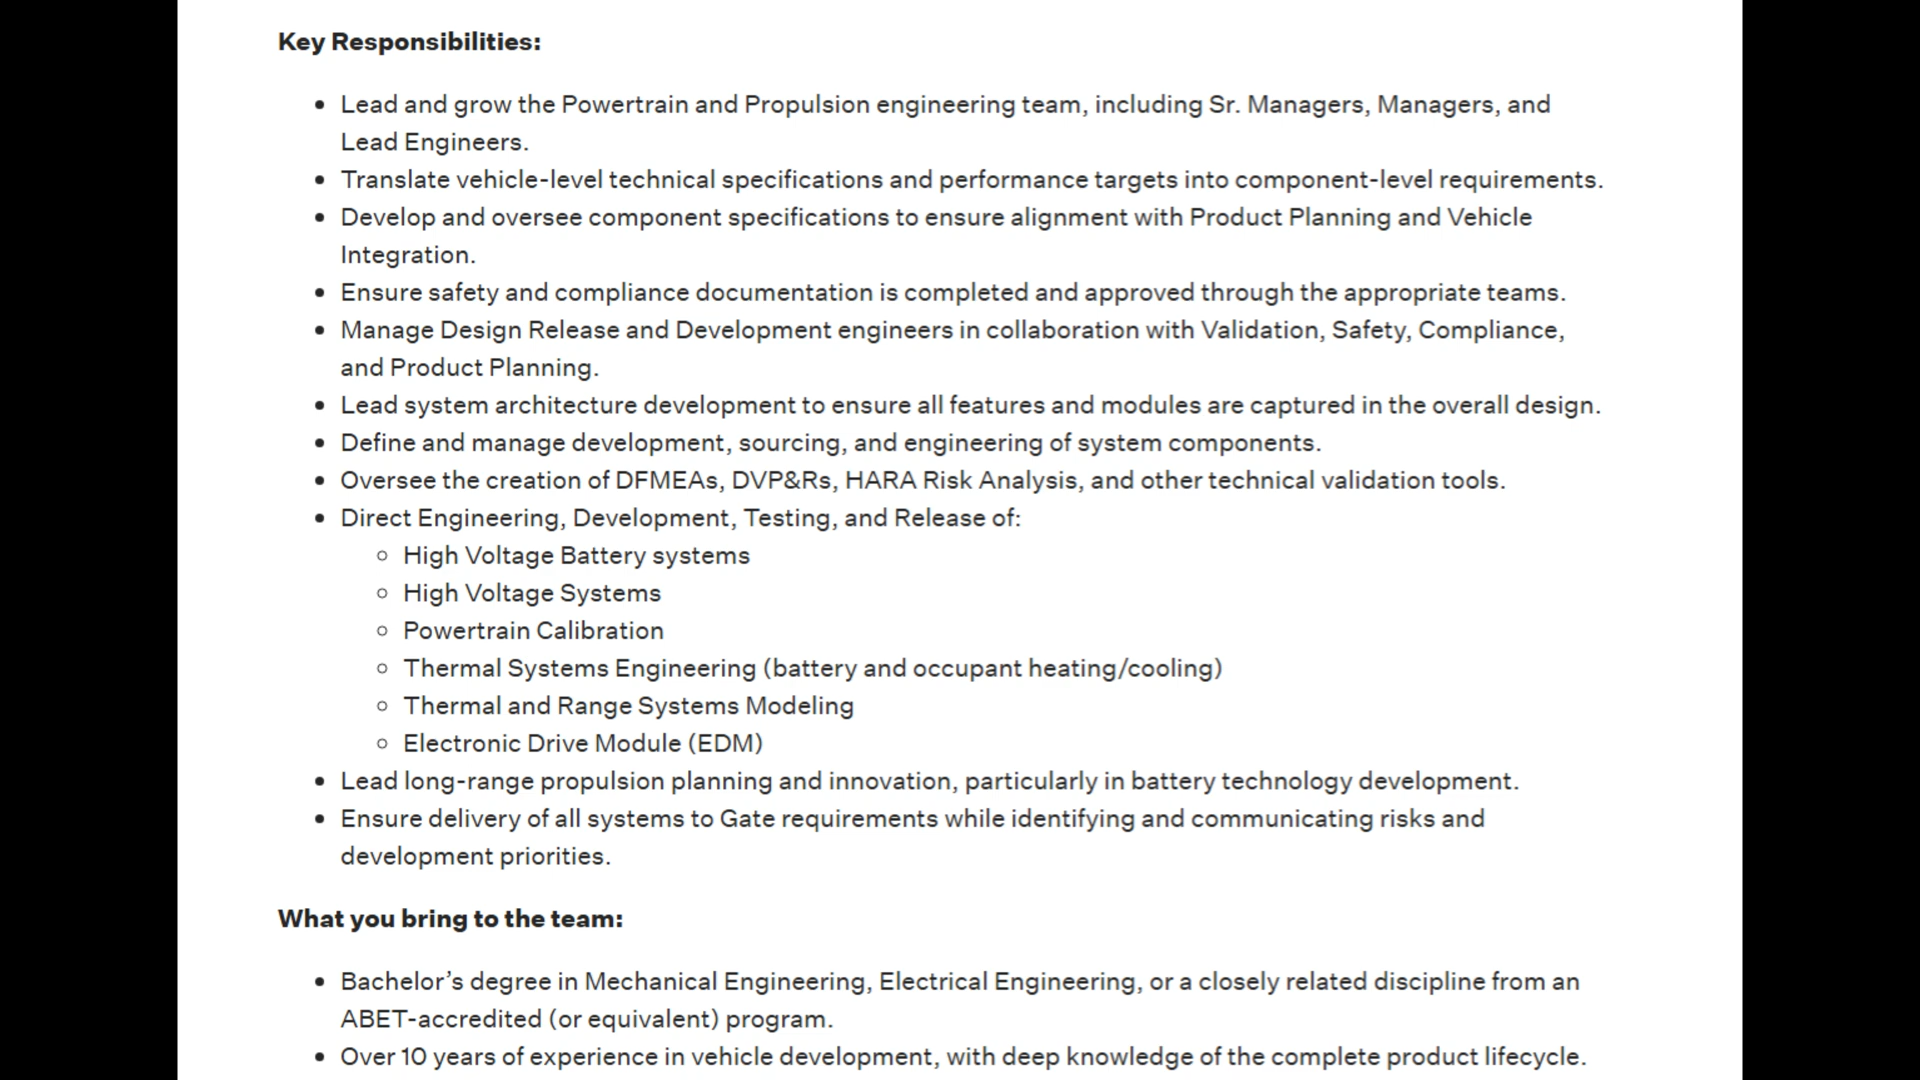 Key Responsibilities:
• Lead and grow the Powertrain and Propulsion engineering team, including Sr. Managers, Managers, and
Lead Engineers.
• Translate vehicle-level technical specifications and performance targets into component-level requirements.
• Develop and oversee component specifications to ensure alignment with Product Planning and Vehicle
Integration.
• Ensure safety and compliance documentation is completed and approved through the appropriate teams.
• Manage Design Release and Development engineers in collaboration with Validation, Safety, Compliance,
and Product Planning.
• Lead system architecture development to ensure all features and modules are captured in the overall design.
• Define and manage development, sourcing, and engineering of system components.
• Oversee the creation of DFMEAs, DVP&Rs, HARA Risk Analysis, and other technical validation tools.
• Direct Engineering, Development, Testing, and Release of:
○ High Voltage Battery systems
○ High Voltage Systems
○ Powertrain Calibration
○ Thermal Systems Engineering (battery and occupant heating/cooling)
○ Thermal and Range Systems Modeling
○ Electronic Drive Module (EDM)
• Lead long-range propulsion planning and innovation, particularly in battery technology development.
• Ensure delivery of all systems to Gate requirements while identifying and communicating risks and
development priorities.
What you bring to the team:
• Bachelor’s degree in Mechanical Engineering, Electrical Engineering, or a closely related discipline from an
ABET-accredited (or equivalent) program.
• Over 10 years of experience in vehicle development, with deep knowledge of the complete product lifecycle.